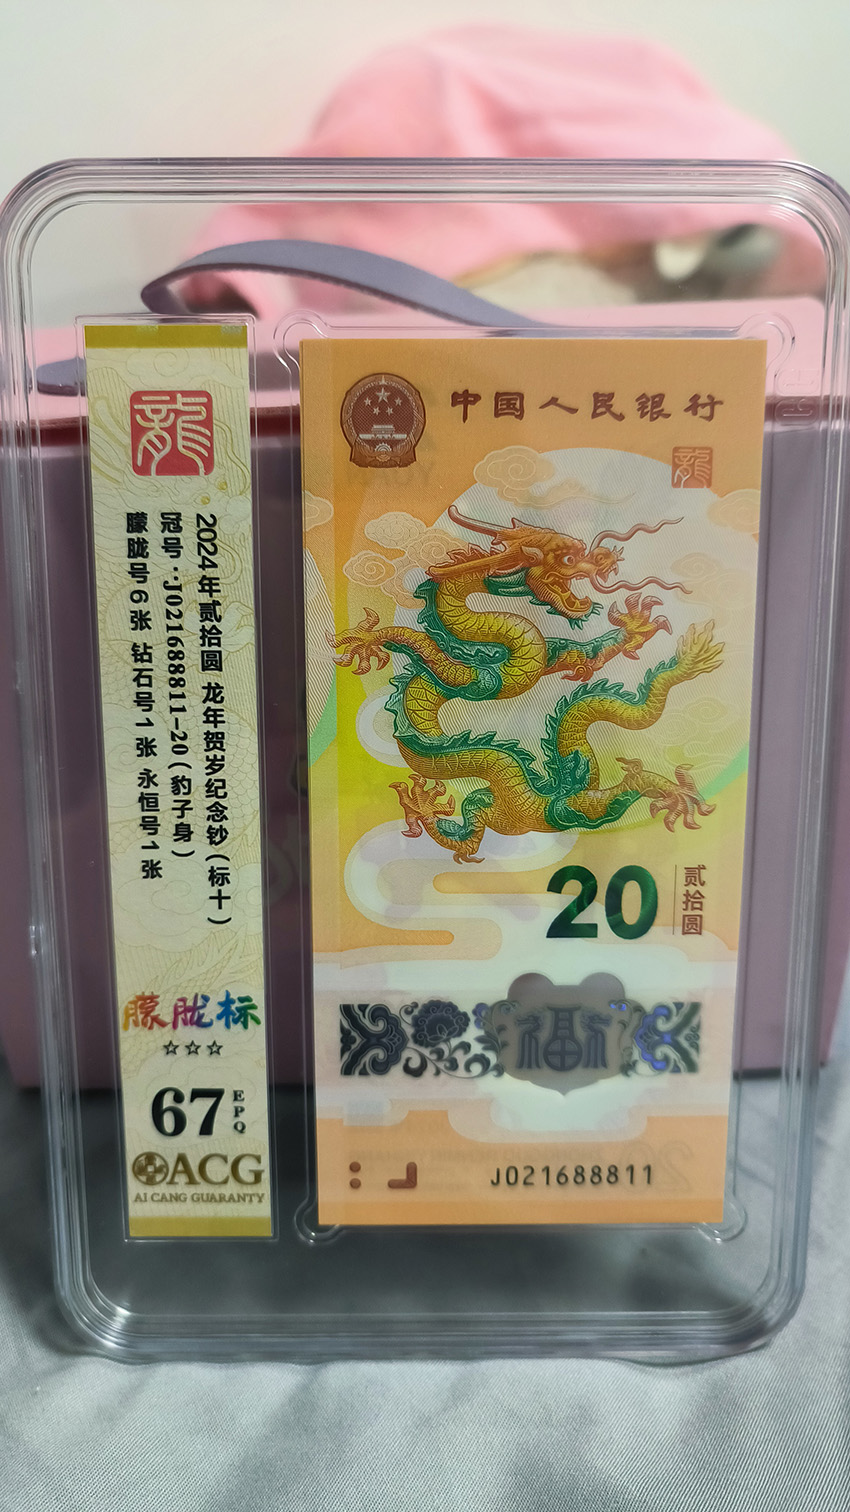 龍
2024年贰拾圆 龙年贺岁纪念钞(标十)
冠号·J021688811-20(豹子身)
朦胧号6张 钻石号1张 永恒号1张
朦胧标
☆☆☆
67 EPQ
ACG
AI CANG GUARANTY
中国人民银行
龍
20 贰拾圆
福
J021688811